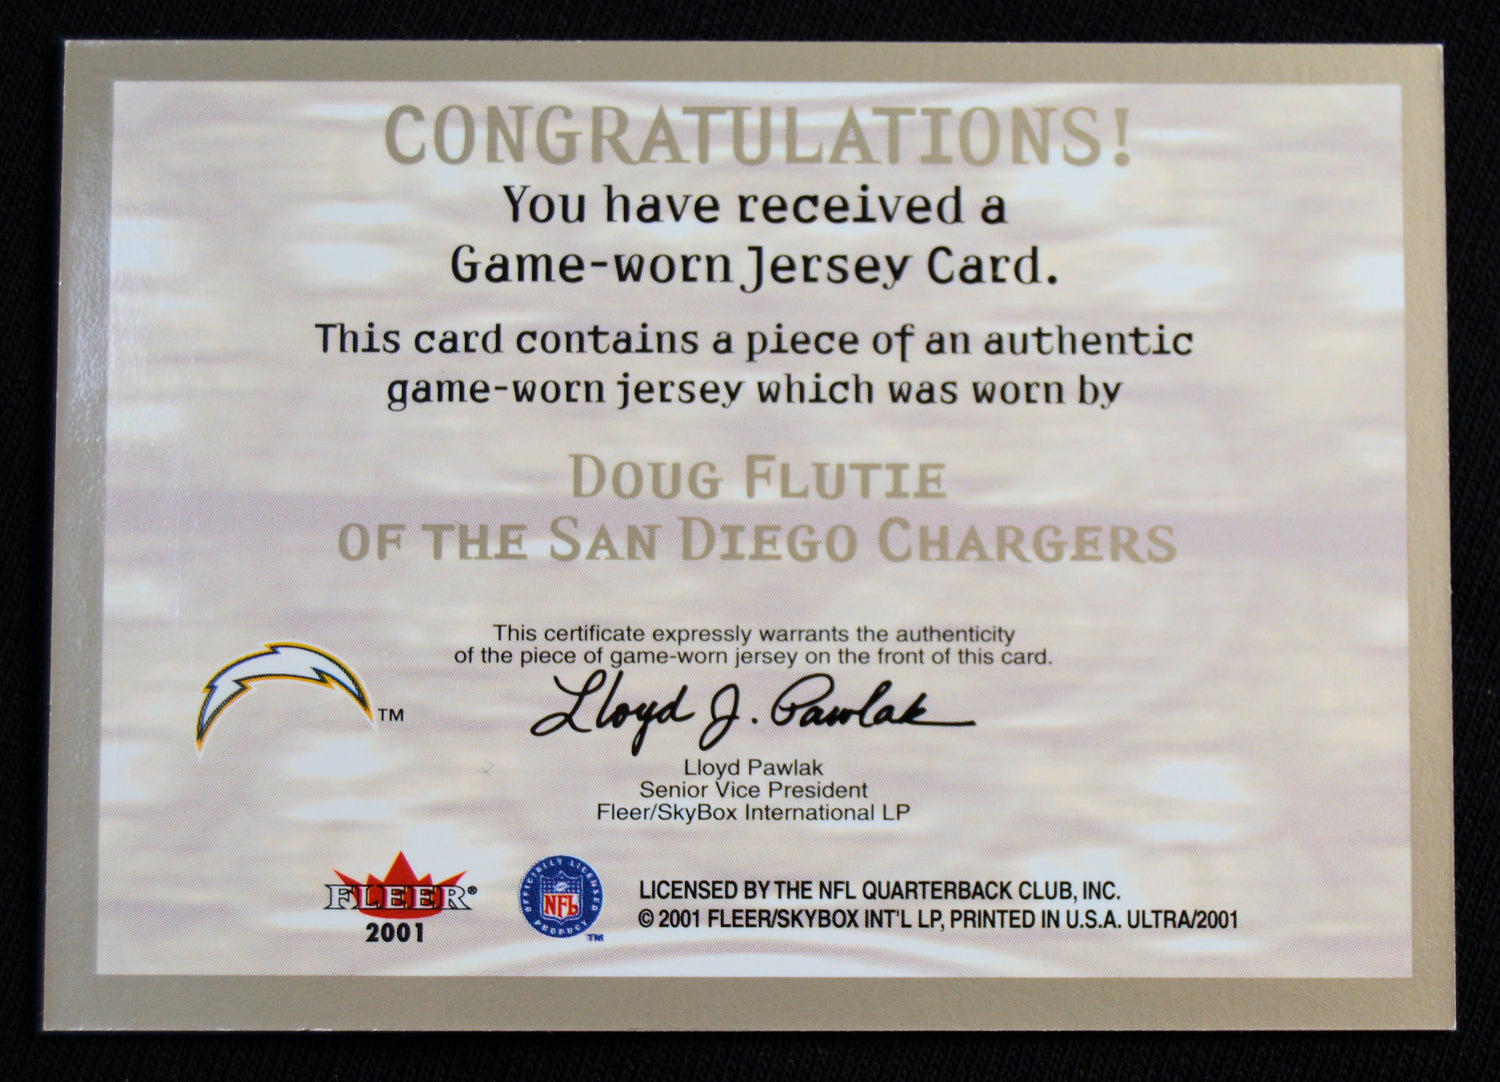 CONGRATULATIONS!
You have received a
Game-worn Jersey Card.
This card contains a piece of an authentic
game-worn jersey which was worn by
DOUG FLUTIE
OF THE SAN DIEGO CHARGERS
This certificate expressly warrants the authenticity
of the piece of game-worn jersey on the front of this card.
Lloyd J. Pawlak
TM
Lloyd Pawlak
Senior Vice President
Fleer/SkyBox International LP
FLEER®
2001
OFFICIALLY LICENSED
NFL
PRODUCT
TM
LICENSED BY THE NFL QUARTERBACK CLUB, INC.
© 2001 FLEER/SKYBOX INT'L LP, PRINTED IN U.S.A. ULTRA/2001